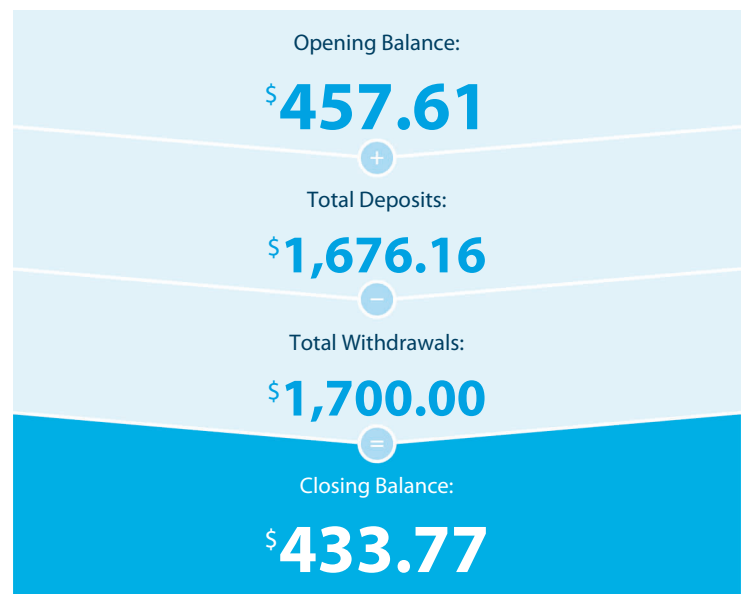 Opening Balance:
$457.61
+
Total Deposits:
$1,676.16
−
Total Withdrawals:
$1,700.00
=
Closing Balance:
$433.77